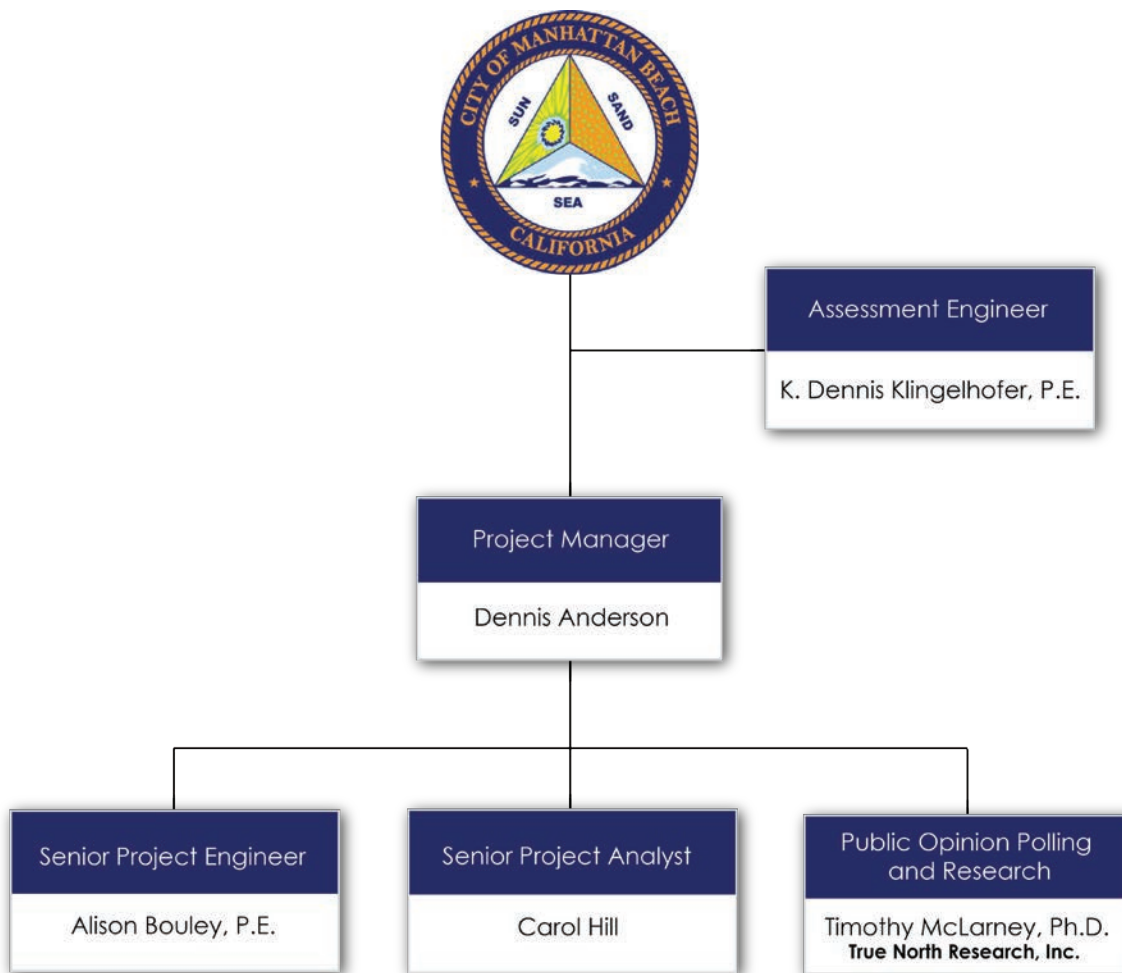 CITY OF MANHATTAN BEACH
SUN
SAND
SEA
CALIFORNIA
Assessment Engineer
K. Dennis Klingelhofer, P.E.
Project Manager
Dennis Anderson
Senior Project Engineer
Alison Bouley, P.E.
Senior Project Analyst
Carol Hill
Public Opinion Polling
and Research
Timothy McLarney, Ph.D.
True North Research, Inc.